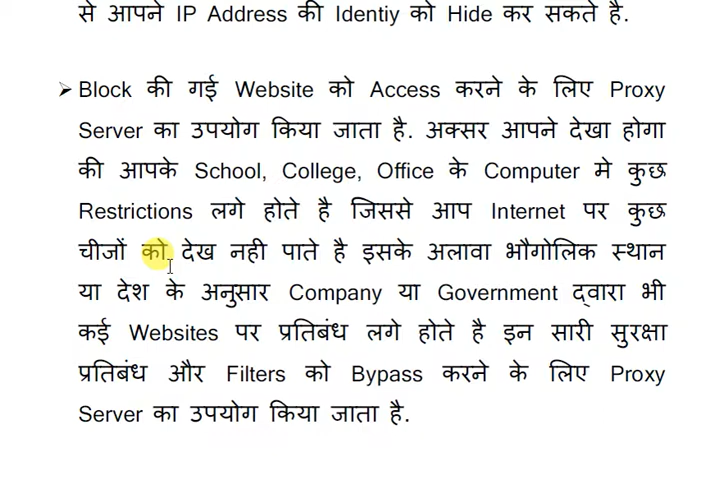 से आपने IP Address की Identiy को Hide कर सकते है.
➢ Block की गई Website को Access करने के लिए Proxy
Server का उपयोग किया जाता है. अक्सर आपने देखा होगा
की आपके School, College, Office के Computer मे कुछ
Restrictions लगे होते है जिससे आप Internet पर कुछ
चीजों को देख नही पाते है इसके अलावा भौगोलिक स्थान
या देश के अनुसार Company या Government द्वारा भी
कई Websites पर प्रतिबंध लगे होते है इन सारी सुरक्षा
प्रतिबंध और Filters को Bypass करने के लिए Proxy
Server का उपयोग किया जाता है.